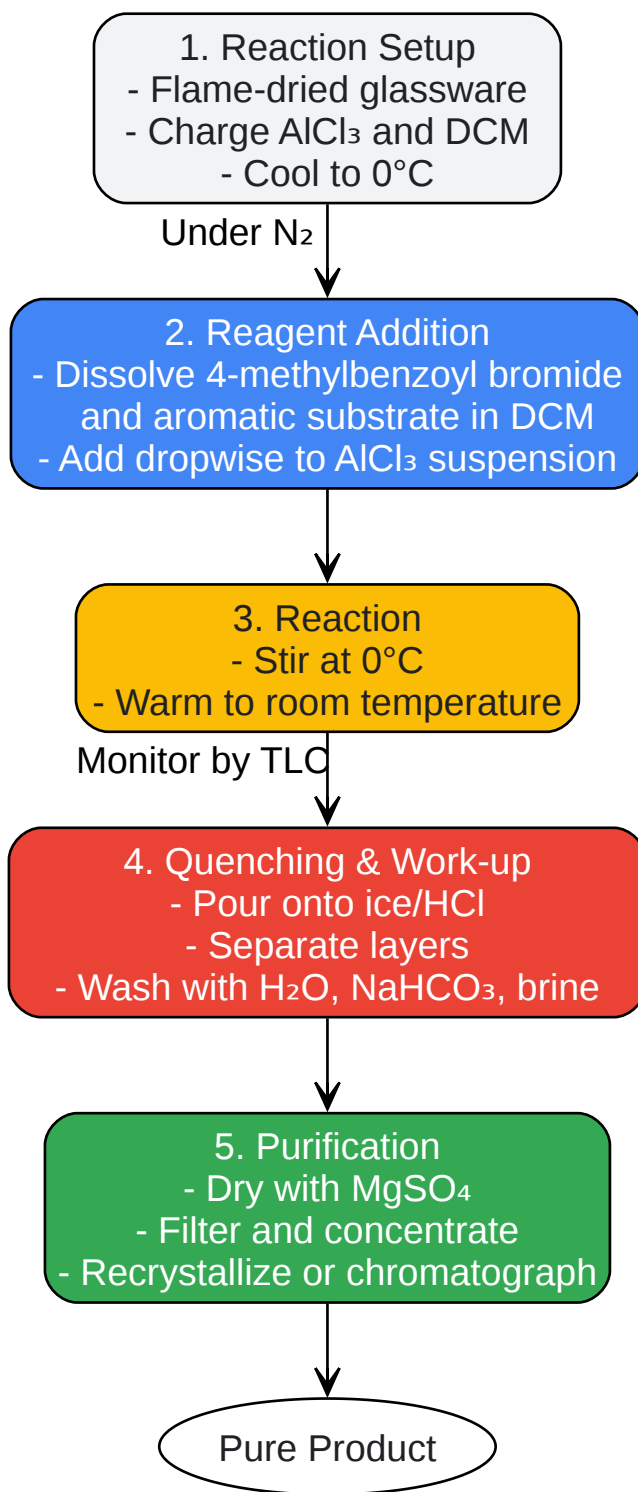 1. Reaction Setup
- Flame-dried glassware
- Charge AlCl₃ and DCM
- Cool to 0°C
Under N₂
2. Reagent Addition
- Dissolve 4-methylbenzoyl bromide
and aromatic substrate in DCM
- Add dropwise to AlCl₃ suspension
3. Reaction
- Stir at 0°C
- Warm to room temperature
Monitor by TLC
4. Quenching & Work-up
- Pour onto ice/HCl
- Separate layers
- Wash with H₂O, NaHCO₃, brine
5. Purification
- Dry with MgSO₄
- Filter and concentrate
- Recrystallize or chromatograph
Pure Product